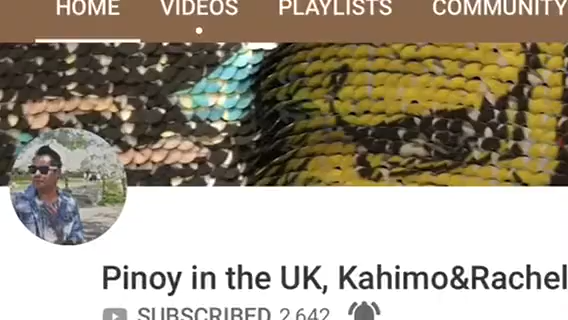 HOME VIDEOS PLAYLISTS COMMUNITY
Pinoy in the UK, Kahimo&Rachel
SUBSCRIBED 2,642